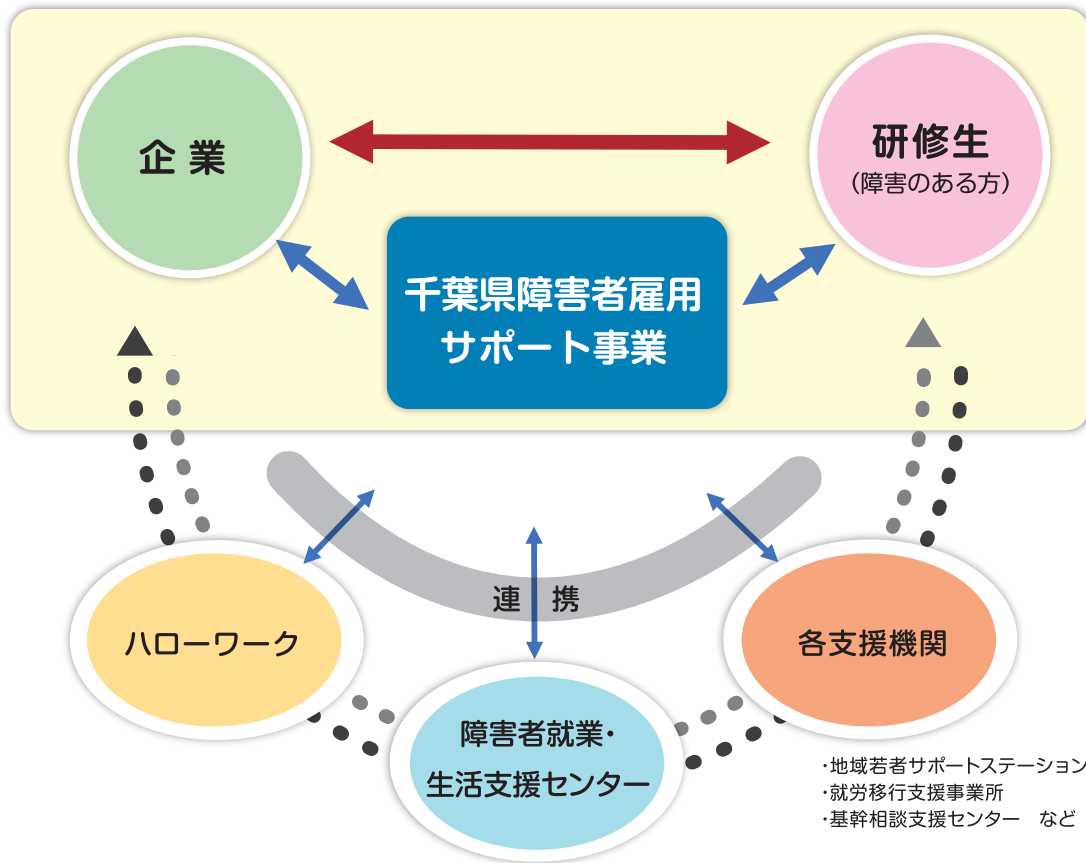 企業
研修生
（障害のある方）
千葉県障害者雇用
サポート事業
連携
ハローワーク
各支援機関
障害者就業・
生活支援センター
・地域若者サポートステーション
・就労移行支援事業所
・基幹相談支援センター　など